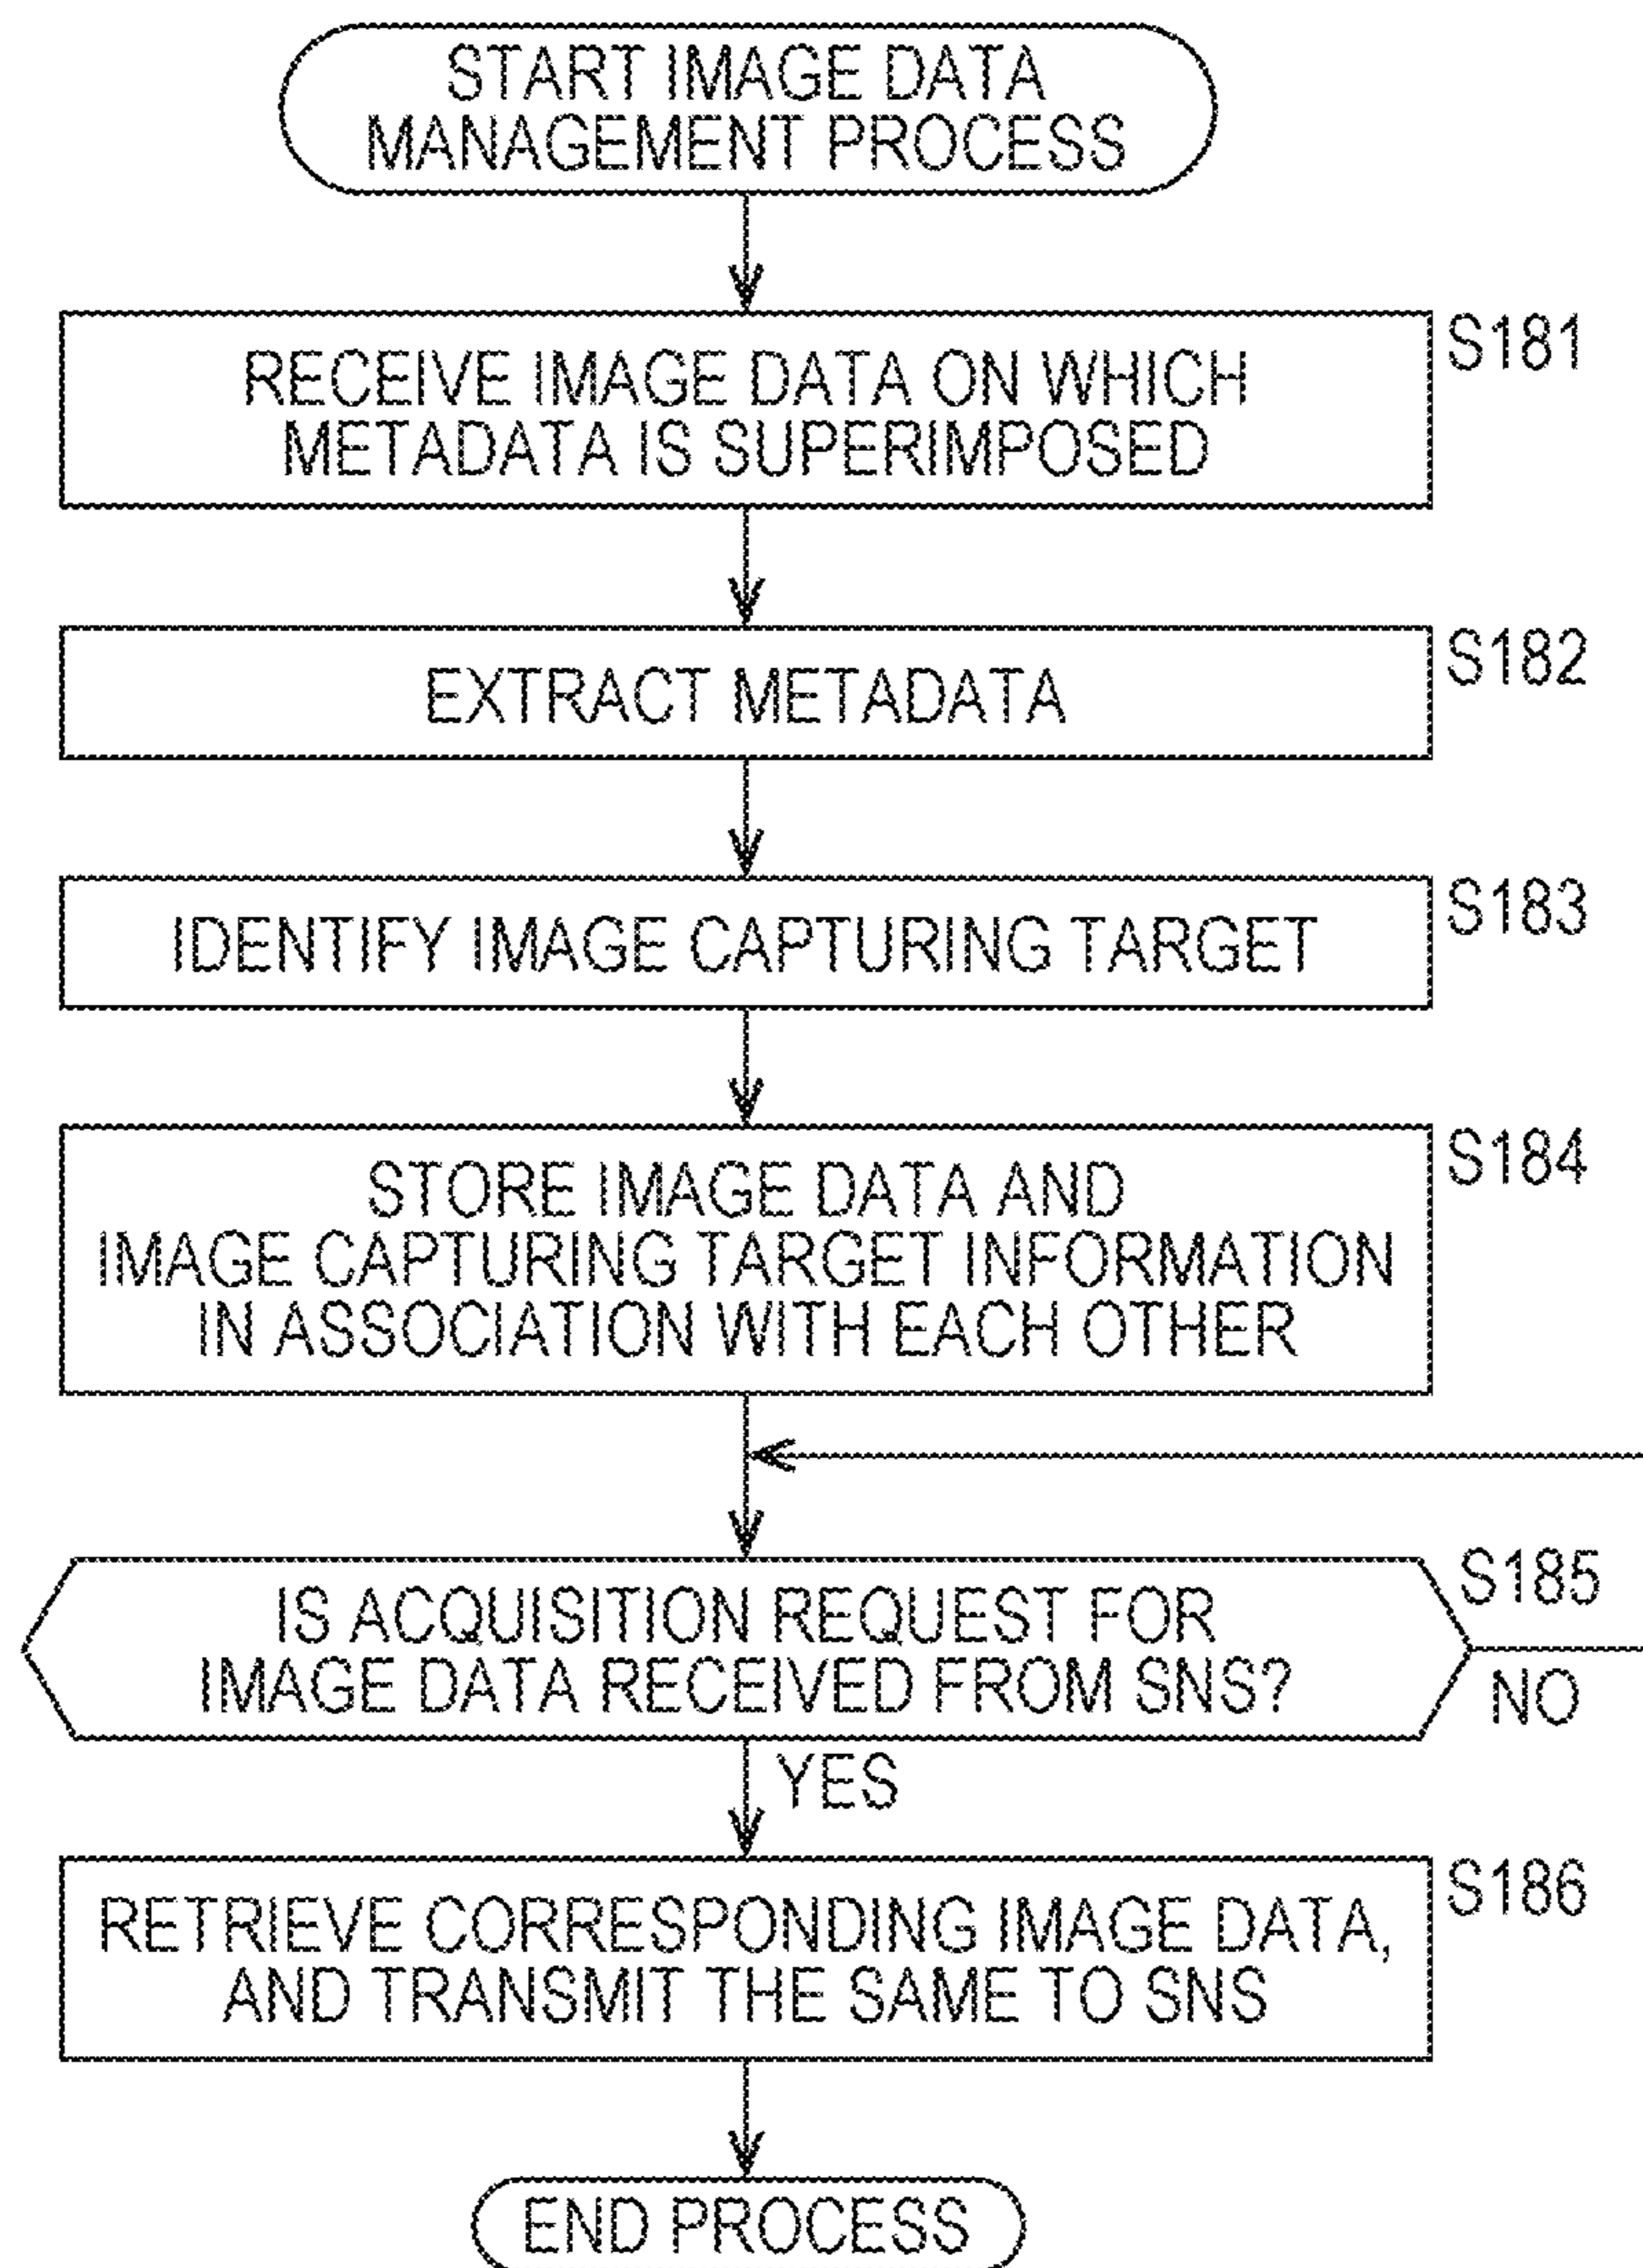 START IMAGE DATA
MANAGEMENT PROCESS
S181
RECEIVE IMAGE DATA ON WHICH
METADATA IS SUPERIMPOSED
S182
EXTRACT METADATA
S183
IDENTIFY IMAGE CAPTURING TARGET
S184
STORE IMAGE DATA AND
IMAGE CAPTURING TARGET INFORMATION
IN ASSOCIATION WITH EACH OTHER
S185
IS ACQUISITION REQUEST FOR
IMAGE DATA RECEIVED FROM SNS?
NO
YES
S186
RETRIEVE CORRESPONDING IMAGE DATA,
AND TRANSMIT THE SAME TO SNS
END PROCESS